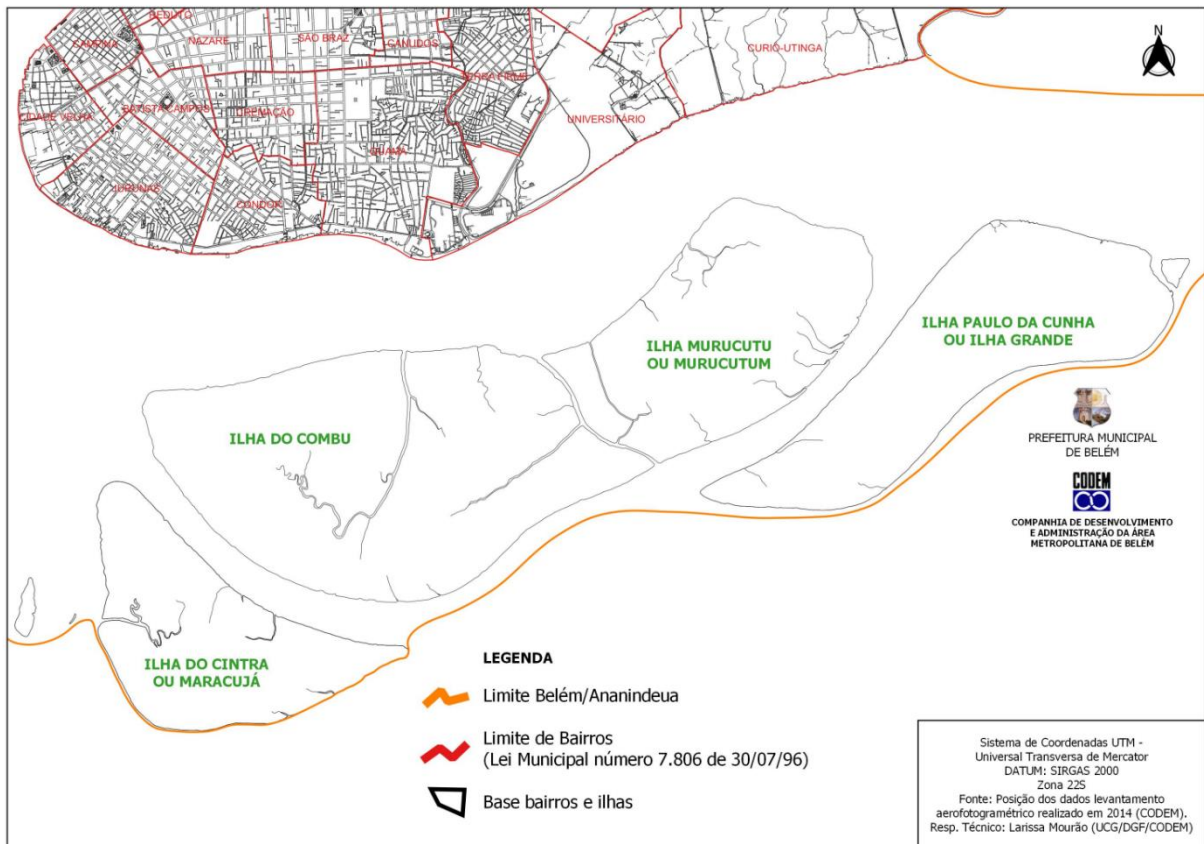 REDUTO
CAMPINA
NAZARÉ
SÃO BRAZ
CANUDOS
CURIÓ-UTINGA
N
TERRA FIRME
BATISTA CAMPOS
CREMAÇÃO
CIDADE VELHA
UNIVERSITÁRIO
GUAMÁ
JURUNAS
CONDOR
ILHA PAULO DA CUNHA
OU ILHA GRANDE
ILHA MURUCUTU
OU MURUCUTUM
ILHA DO COMBU
PREFEITURA MUNICIPAL
DE BELÉM
CODEM
COMPANHIA DE DESENVOLVIMENTO
E ADMINISTRAÇÃO DA ÁREA
METROPOLITANA DE BELÉM
ILHA DO CINTRA
OU MARACUJÁ
LEGENDA
Limite Belém/Ananindeua
Limite de Bairros
(Lei Municipal número 7.806 de 30/07/96)
Base bairros e ilhas
Sistema de Coordenadas UTM -
Universal Transversa de Mercator
DATUM: SIRGAS 2000
Zona 22S
Fonte: Posição dos dados levantamento
aerofotogramétrico realizado em 2014 (CODEM).
Resp. Técnico: Larissa Mourão (UCG/DGF/CODEM)